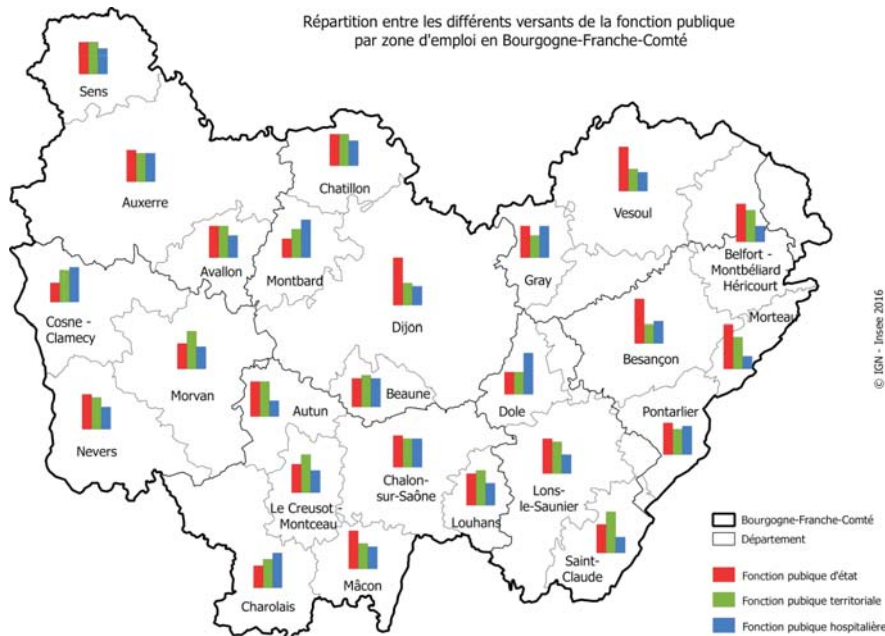 Répartition entre les différents versants de la fonction publique
par zone d'emploi en Bourgogne-Franche-Comté
Sens
Auxerre
Chatillon
Vesoul
Avallon
Montbard
Gray
Belfort -
Montbéliard
Héricourt
Cosne -
Clamecy
Dijon
Morteau
Besançon
Morvan
Beaune
Dole
Nevers
Autun
Pontarlier
Le Creusot -
Montceau
Chalon-
sur-Saône
Louhans
Lons-
le-Saunier
Saint-
Claude
Charolais
Mâcon
© IGN - Insee 2016
Bourgogne-Franche-Comté
Département
Fonction pubique d'état
Fonction pubique territoriale
Fonction pubique hospitalière